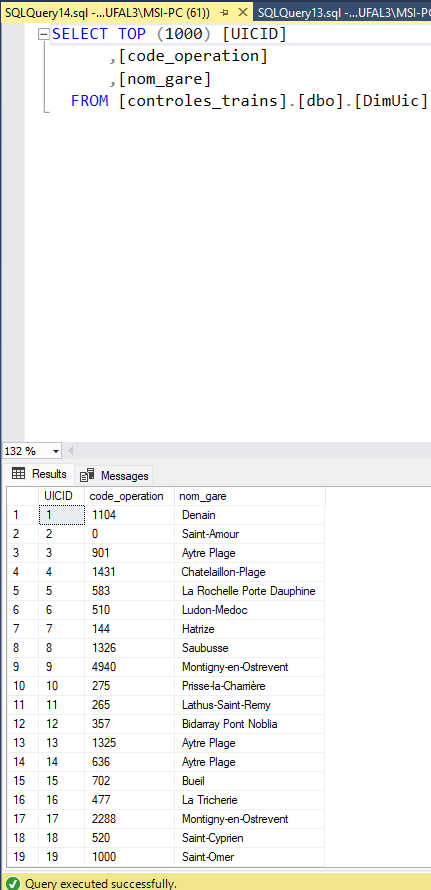 SQLQuery14.sql -...UFAL3\MSI-PC (61)) SQLQuery13.sql -...UFAL3\MSI-PC
SELECT TOP (1000) [UICID]
,[code_operation]
,[nom_gare]
FROM [controles_trains].[dbo].[DimUic]
132 %
Results Messages
UICID code_operation nom_gare
1 1 1104 Denain
2 2 0 Saint-Amour
3 3 901 Aytre Plage
4 4 1431 Chatelaillon-Plage
5 5 583 La Rochelle Porte Dauphine
6 6 510 Ludon-Medoc
7 7 144 Hatrize
8 8 1326 Saubusse
9 9 4940 Montigny-en-Ostrevent
10 10 275 Prisse-la-Charrière
11 11 265 Lathus-Saint-Remy
12 12 357 Bidarray Pont Noblia
13 13 1325 Aytre Plage
14 14 636 Aytre Plage
15 15 702 Bueil
16 16 477 La Tricherie
17 17 2288 Montigny-en-Ostrevent
18 18 520 Saint-Cyprien
19 19 1000 Saint-Omer
Query executed successfully.